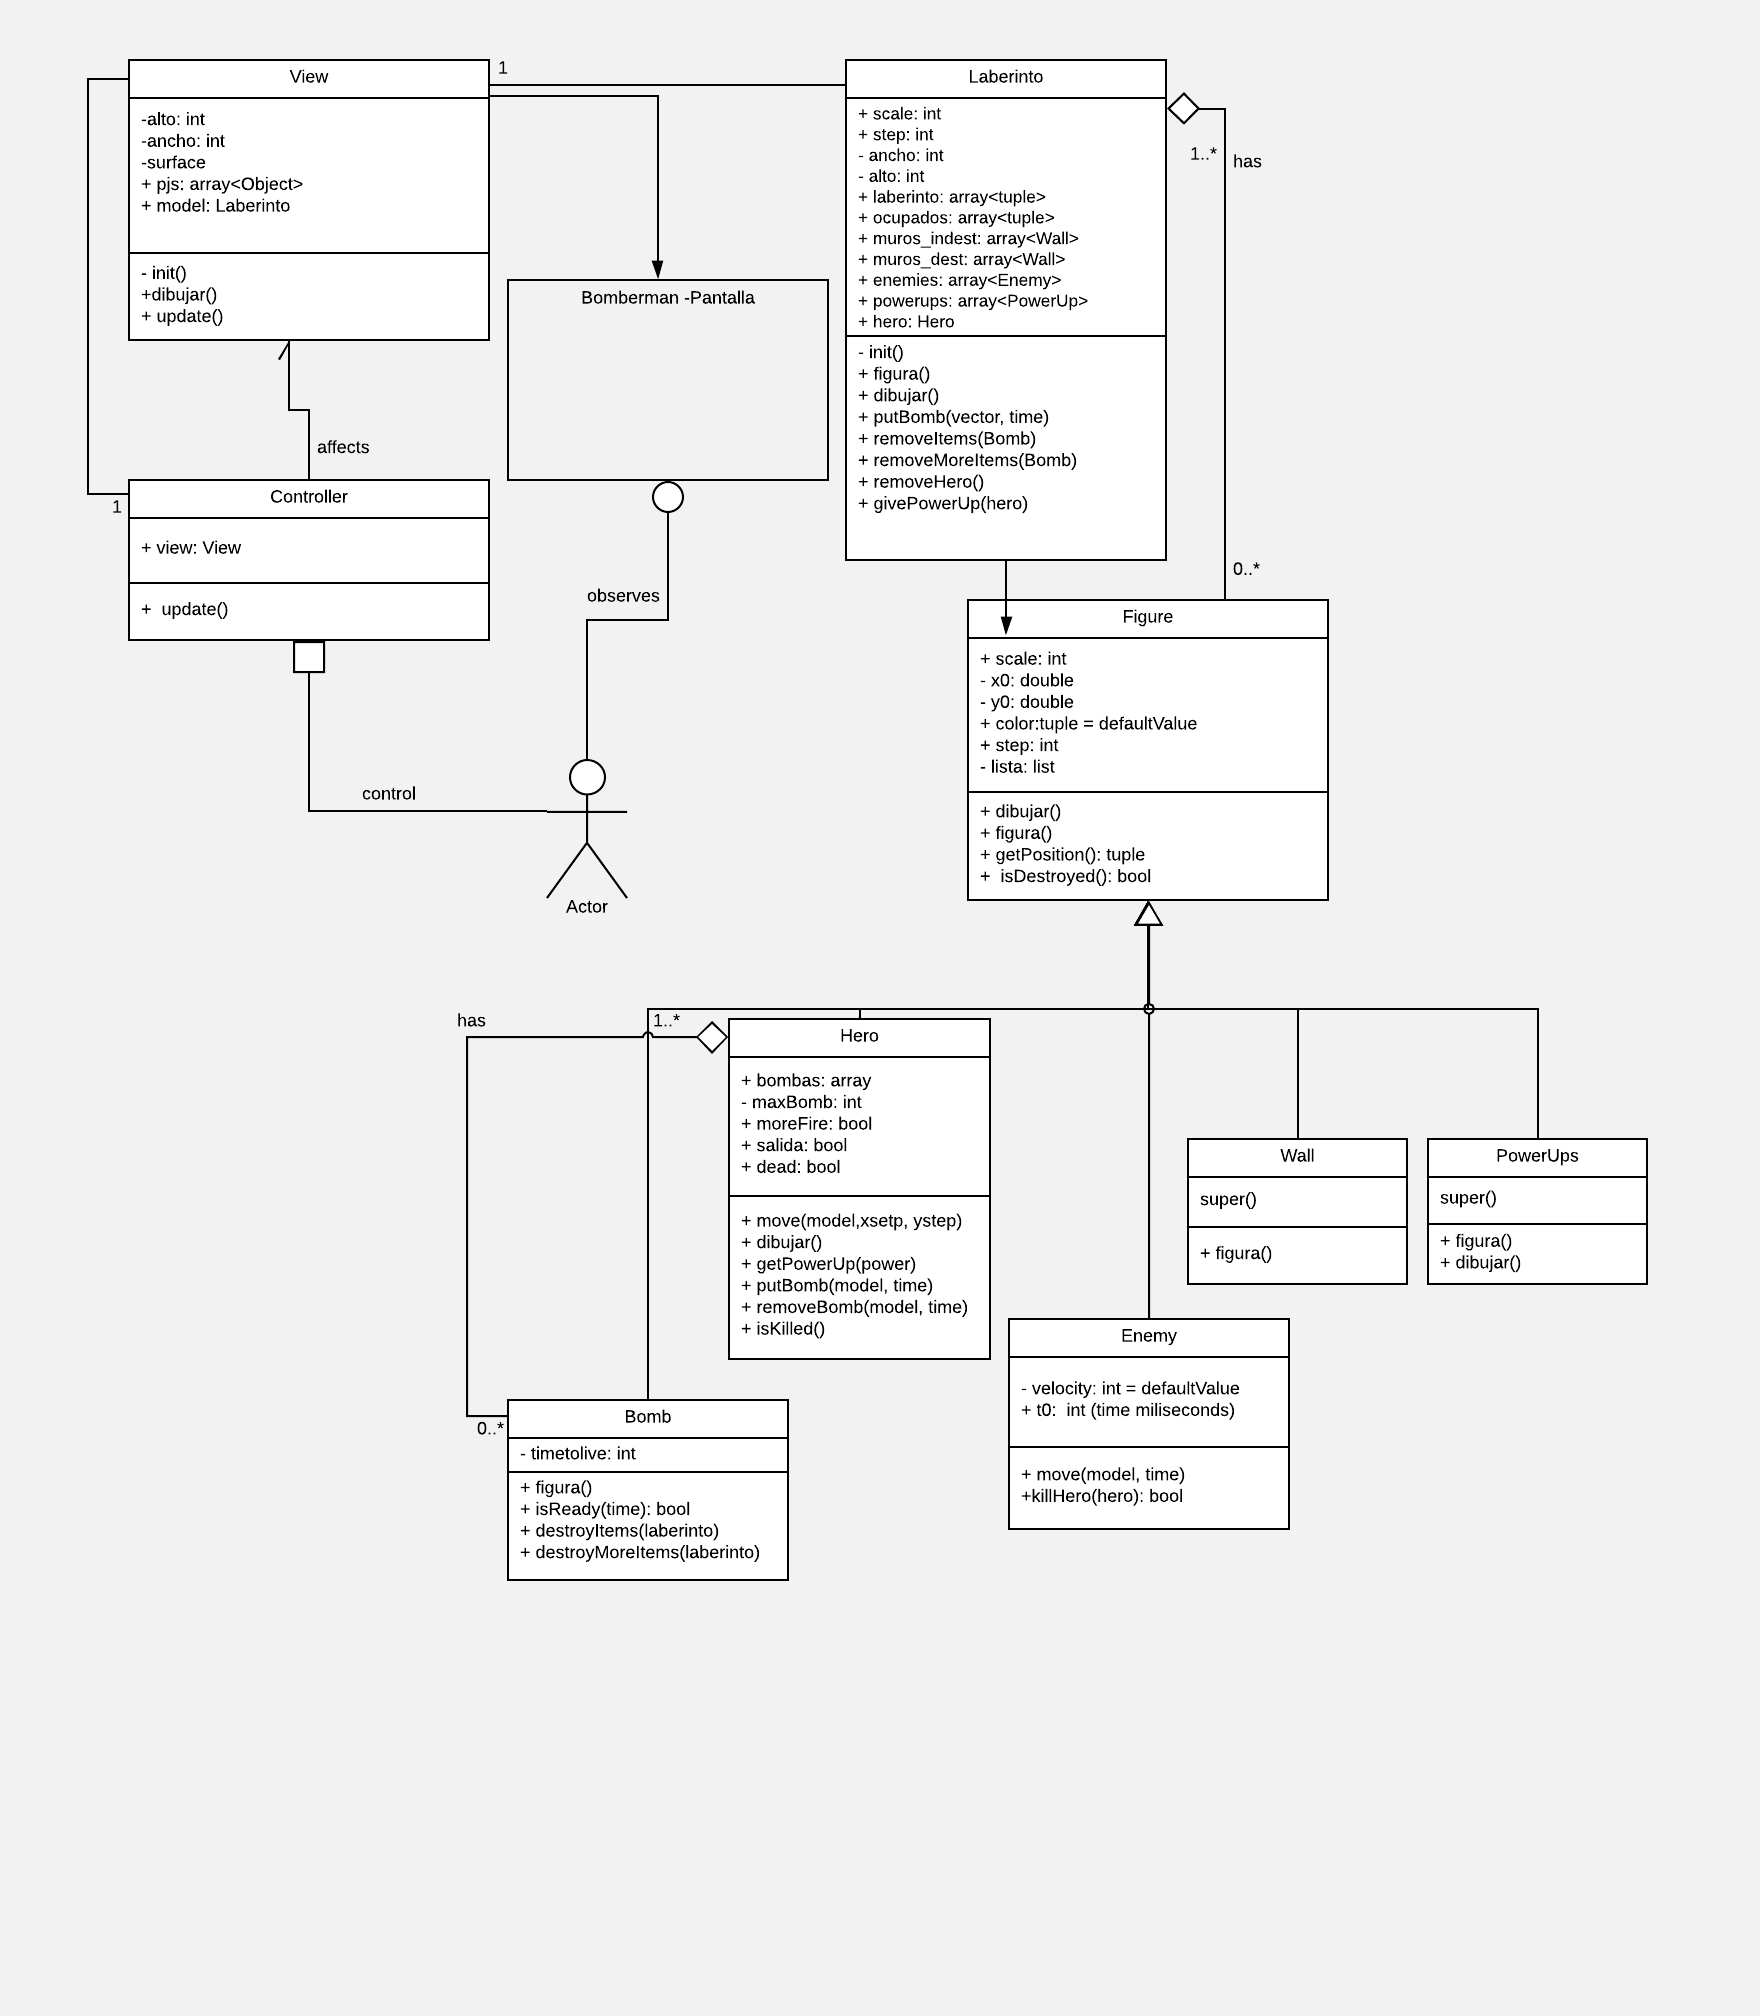 View
-alto: int
-ancho: int
-surface
+ pjs: array<Object>
+ model: Laberinto
- init()
+dibujar()
+ update()
1
Laberinto
+ scale: int
+ step: int
- ancho: int
- alto: int
+ laberinto: array<tuple>
+ ocupados: array<tuple>
+ muros_indest: array<Wall>
+ muros_dest: array<Wall>
+ enemies: array<Enemy>
+ powerups: array<PowerUp>
+ hero: Hero
- init()
+ figura()
+ dibujar()
+ putBomb(vector, time)
+ removeItems(Bomb)
+ removeMoreItems(Bomb)
+ removeHero()
+ givePowerUp(hero)
1..*
has
0..*
Bomberman -Pantalla
affects
1
Controller
+ view: View
+  update()
observes
control
Actor
Figure
+ scale: int
- x0: double
- y0: double
+ color:tuple = defaultValue
+ step: int
- lista: list
+ dibujar()
+ figura()
+ getPosition(): tuple
+  isDestroyed(): bool
has
1..*
Hero
+ bombas: array
- maxBomb: int
+ moreFire: bool
+ salida: bool
+ dead: bool
+ move(model,xsetp, ystep)
+ dibujar()
+ getPowerUp(power)
+ putBomb(model, time)
+ removeBomb(model, time)
+ isKilled()
Wall
super()
+ figura()
PowerUps
super()
+ figura()
+ dibujar()
Enemy
- velocity: int = defaultValue
+ t0:  int (time miliseconds)
+ move(model, time)
+killHero(hero): bool
0..*
Bomb
- timetolive: int
+ figura()
+ isReady(time): bool
+ destroyItems(laberinto)
+ destroyMoreItems(laberinto)